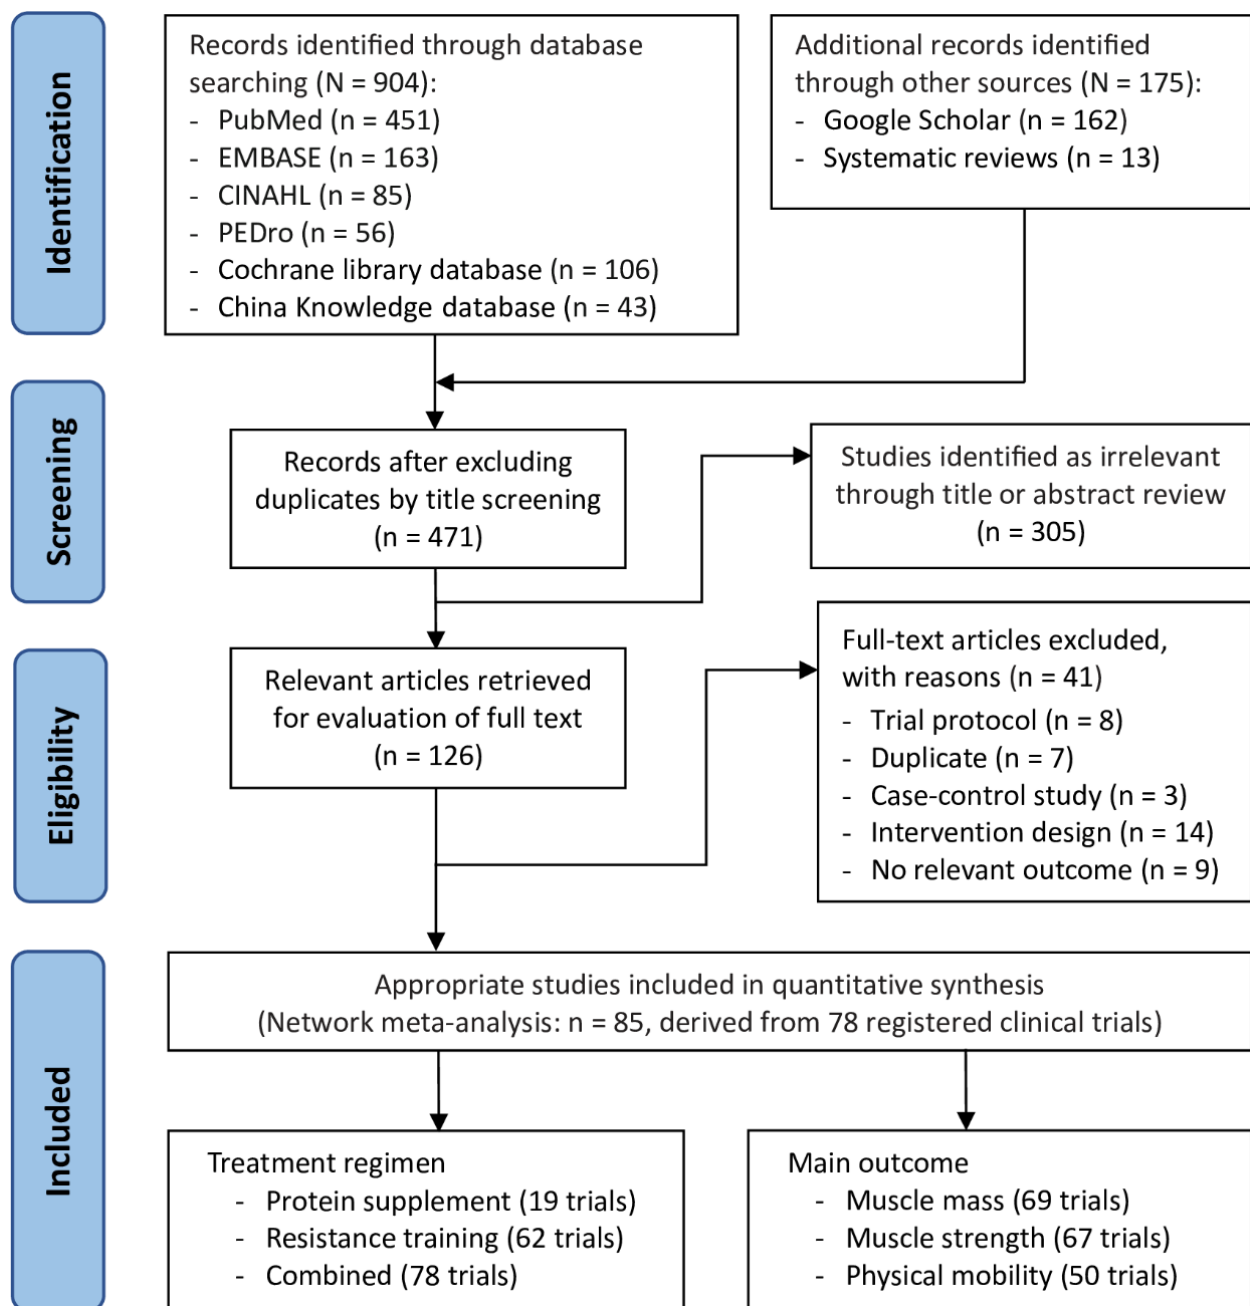 Identification
Records identified through database
searching (N = 904):
- PubMed (n = 451)
- EMBASE (n = 163)
- CINAHL (n = 85)
- PEDro (n = 56)
- Cochrane library database (n = 106)
- China Knowledge database (n = 43)
Additional records identified
through other sources (N = 175):
- Google Scholar (n = 162)
- Systematic reviews (n = 13)
Screening
Records after excluding
duplicates by title screening
(n = 471)
Studies identified as irrelevant
through title or abstract review
(n = 305)
Eligibility
Relevant articles retrieved
for evaluation of full text
(n = 126)
Full-text articles excluded,
with reasons (n = 41)
- Trial protocol (n = 8)
- Duplicate (n = 7)
- Case-control study (n = 3)
- Intervention design (n = 14)
- No relevant outcome (n = 9)
Included
Appropriate studies included in quantitative synthesis
(Network meta-analysis: n = 85, derived from 78 registered clinical trials)
Treatment regimen
- Protein supplement (19 trials)
- Resistance training (62 trials)
- Combined (78 trials)
Main outcome
- Muscle mass (69 trials)
- Muscle strength (67 trials)
- Physical mobility (50 trials)